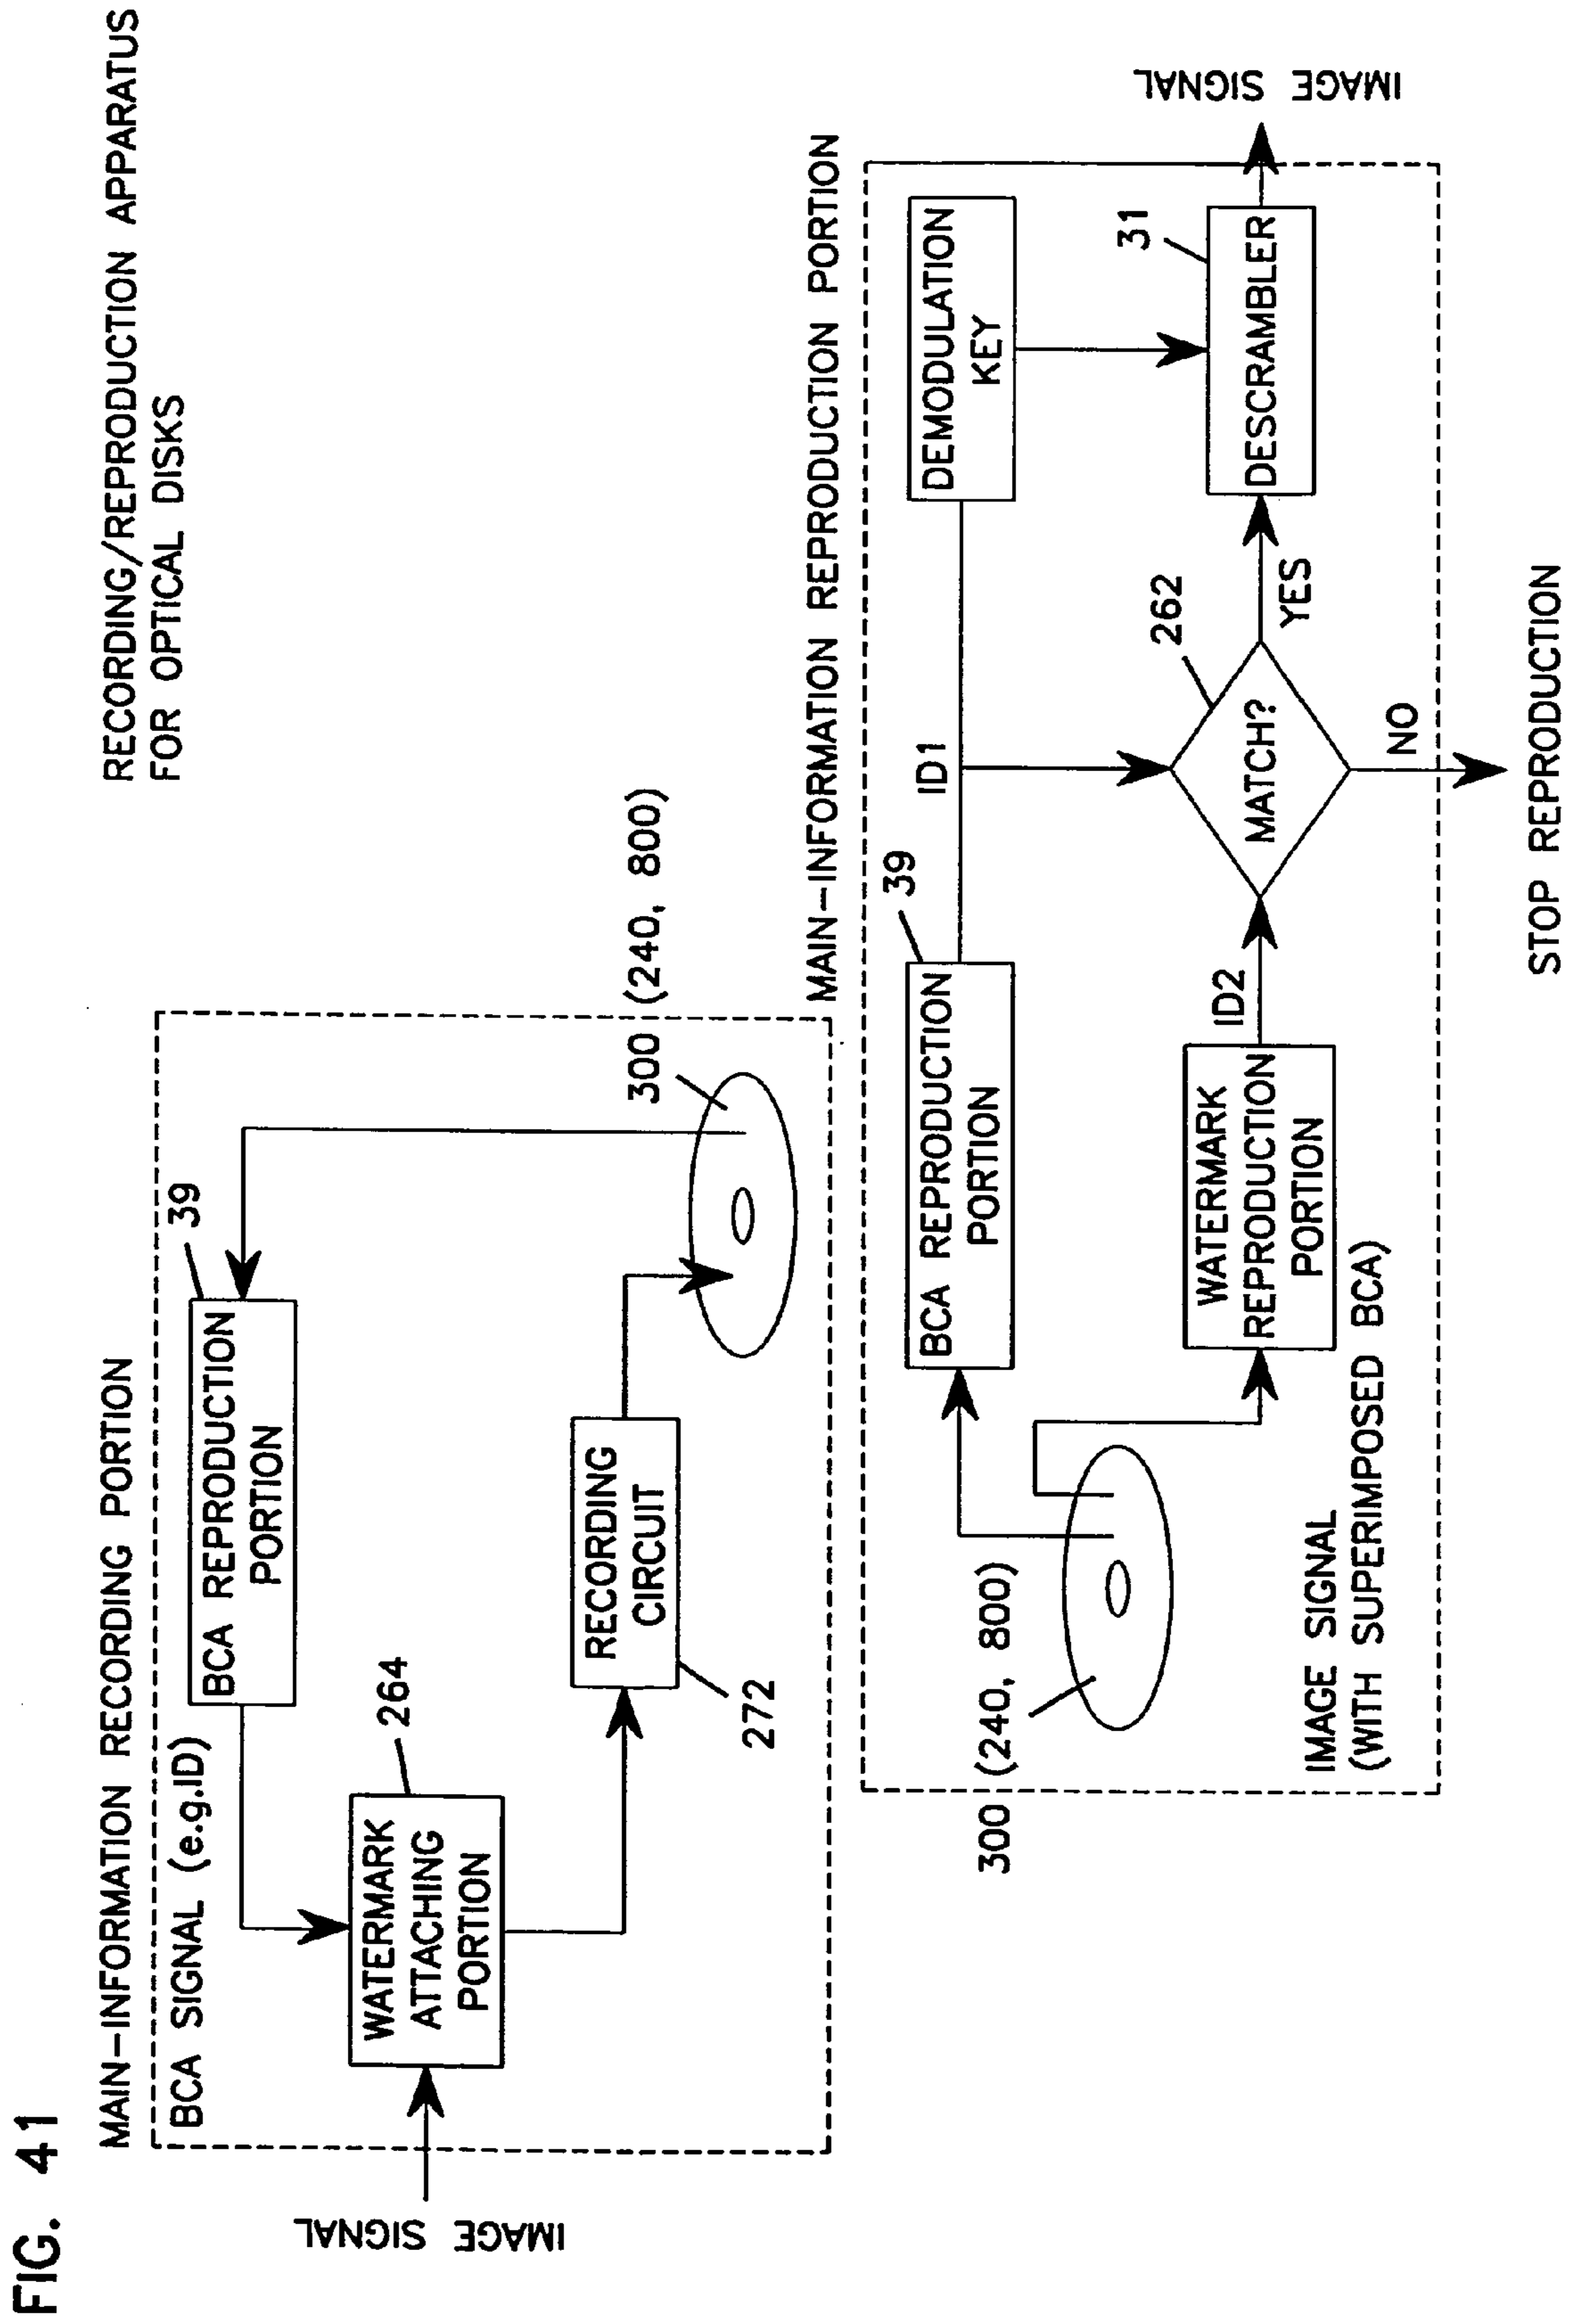 FIG. 41
RECORDING/REPRODUCTION APPARATUS
FOR OPTICAL DISKS
MAIN-INFORMATION RECORDING PORTION
BCA SIGNAL (e.g.ID)
39
BCA REPRODUCTION
PORTION
IMAGE SIGNAL
WATERMARK
ATTACHING
PORTION
264
RECORDING
CIRCUIT
272
300 (240, 800)
MAIN-INFORMATION REPRODUCTION PORTION
300 (240, 800)
BCA REPRODUCTION
PORTION
39
ID1
DEMODULATION
KEY
WATERMARK
REPRODUCTION
PORTION
ID2
MATCH?
262
YES
DESCRAMBLER
31
IMAGE SIGNAL
IMAGE SIGNAL
(WITH SUPERIMPOSED BCA)
NO
STOP REPRODUCTION